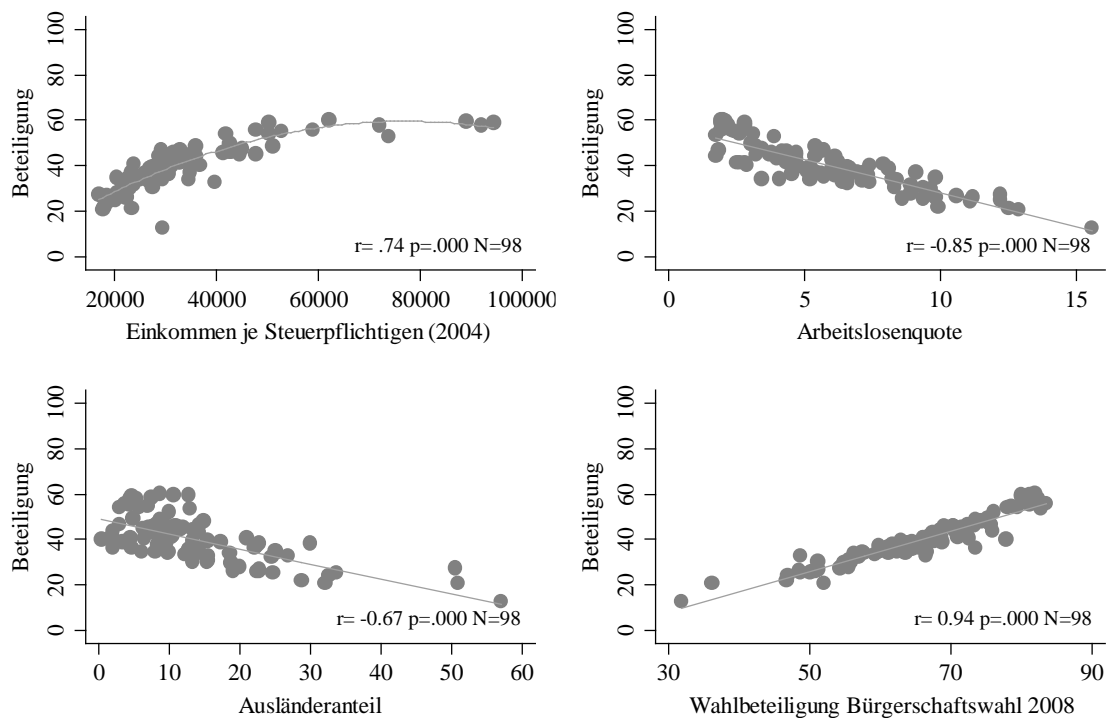 Beteiligung
0 20 40 60 80 100
r= .74 p=.000 N=98
20000 40000 60000 80000 100000
Einkommen je Steuerpflichtigen (2004)
Beteiligung
0 20 40 60 80 100
r= -0.85 p=.000 N=98
0 5 10 15
Arbeitslosenquote
Beteiligung
0 20 40 60 80 100
r= -0.67 p=.000 N=98
0 10 20 30 40 50 60
Ausländeranteil
Beteiligung
0 20 40 60 80 100
r= 0.94 p=.000 N=98
30 50 70 90
Wahlbeteiligung Bürgerschaftswahl 2008